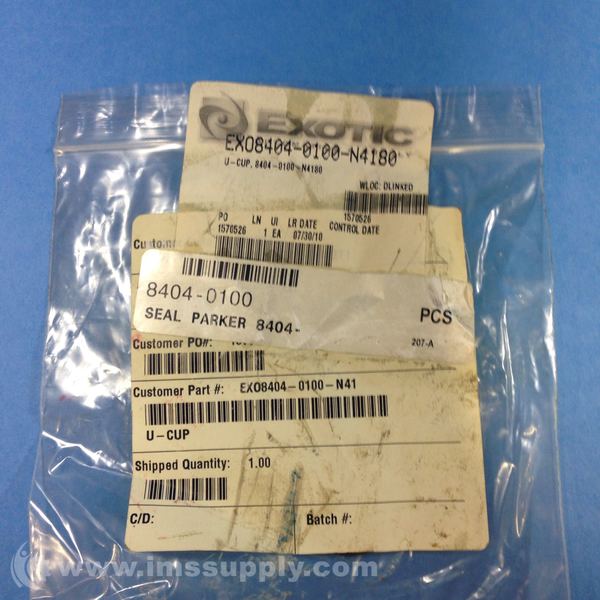 EXOTIC
EXO8404-0100-N4180
U-CUP, 8404-0100-N4180
WLOC: DLINKED
PO LN UI LR DATE CONTROL DATE
1570526 1 EA 07/30/10 1570526
8404-0100
SEAL PARKER 8404- PCS
207-A
Customer PO#:
Customer Part #: EXO8404-0100-N41
U-CUP
Shipped Quantity: 1.00
C/D: Batch #:
www.imssupply.com